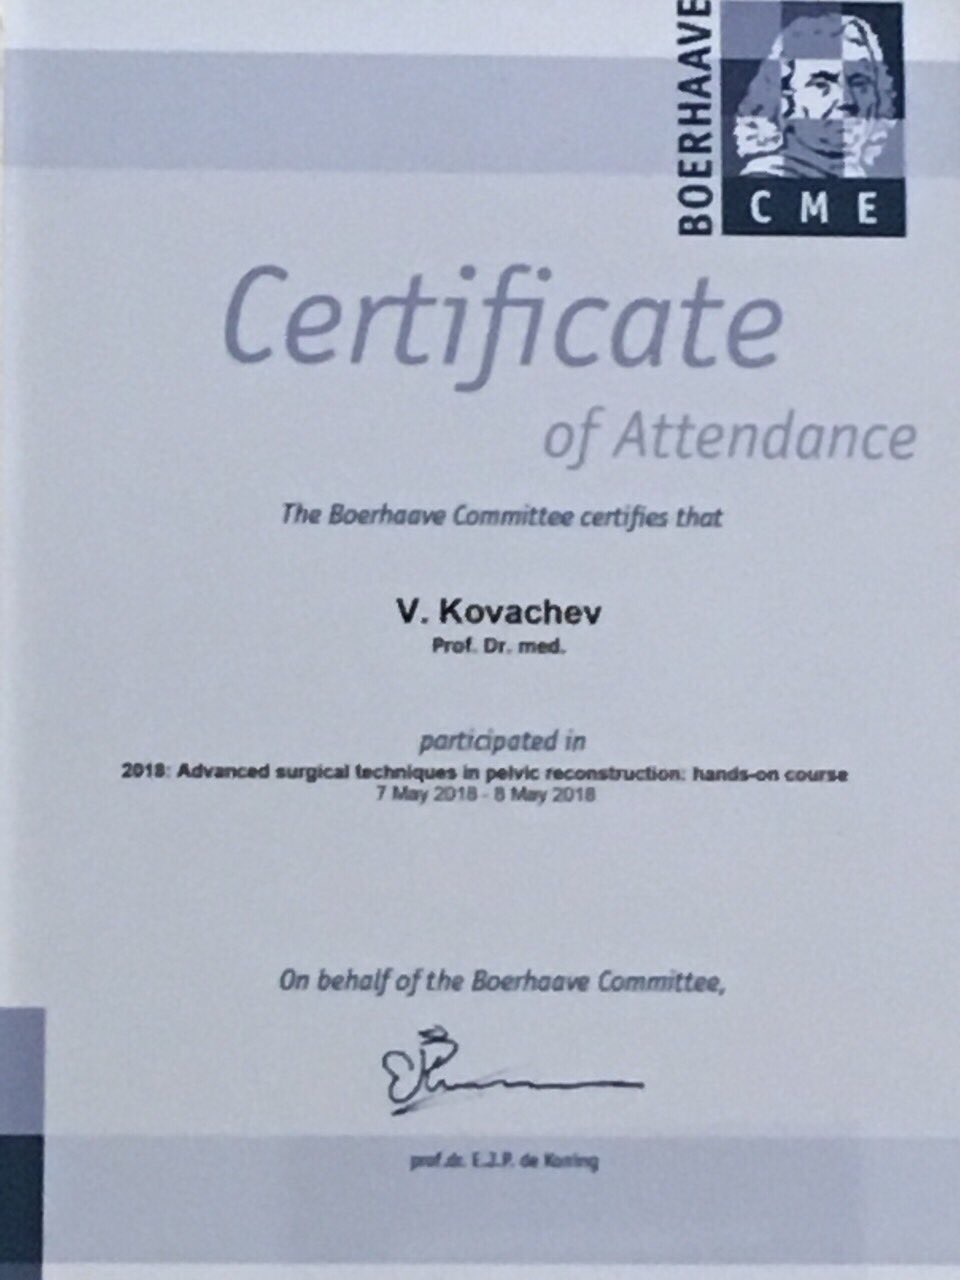 BOERHAAVE
CME
Certificate
of Attendance
The Boerhaave Committee certifies that
V. Kovachev
Prof. Dr. med.
participated in
2018: Advanced surgical techniques in pelvic reconstruction: hands-on course
7 May 2018 - 8 May 2018
On behalf of the Boerhaave Committee,
prof.dr. E.J.P. de